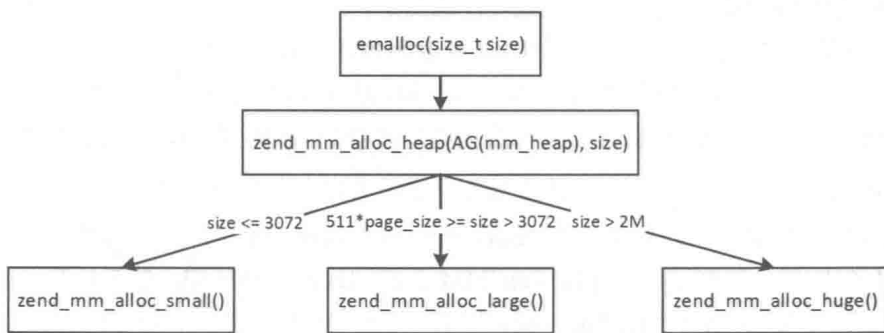 emalloc(size_t size)
zend_mm_alloc_heap(AG(mm_heap), size)
size <= 3072 511*page_size >= size > 3072 size > 2M
zend_mm_alloc_small() zend_mm_alloc_large() zend_mm_alloc_huge()